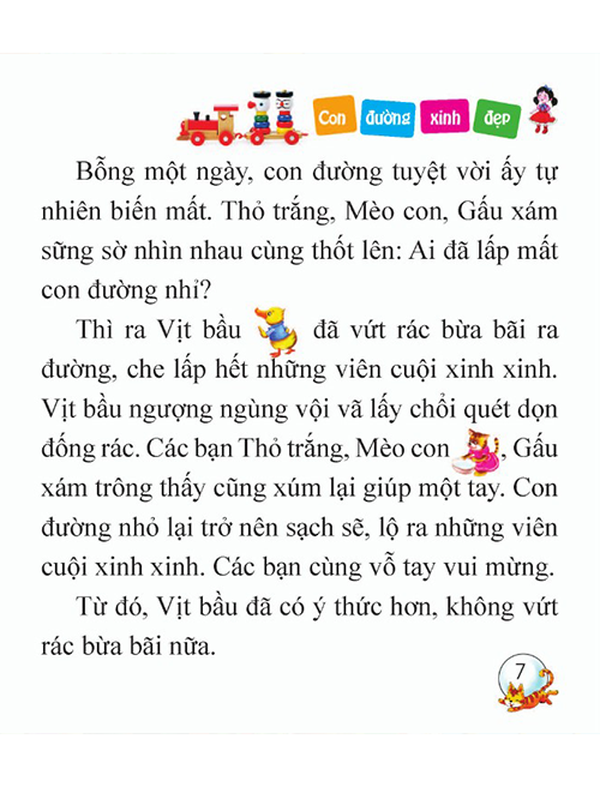 Con đường xinh đẹp
Bỗng một ngày, con đường tuyệt vời ấy tự
nhiên biến mất. Thỏ trắng, Mèo con, Gấu xám
sững sờ nhìn nhau cùng thốt lên: Ai đã lấp mất
con đường nhỉ?
Thì ra Vịt bầu đã vứt rác bừa bãi ra
đường, che lấp hết những viên cuội xinh xinh.
Vịt bầu ngượng ngùng vội vã lấy chổi quét dọn
đống rác. Các bạn Thỏ trắng, Mèo con , Gấu
xám trông thấy cũng xúm lại giúp một tay. Con
đường nhỏ lại trở nên sạch sẽ, lộ ra những viên
cuội xinh xinh. Các bạn cùng vỗ tay vui mừng.
Từ đó, Vịt bầu đã có ý thức hơn, không vứt
rác bừa bãi nữa.
7